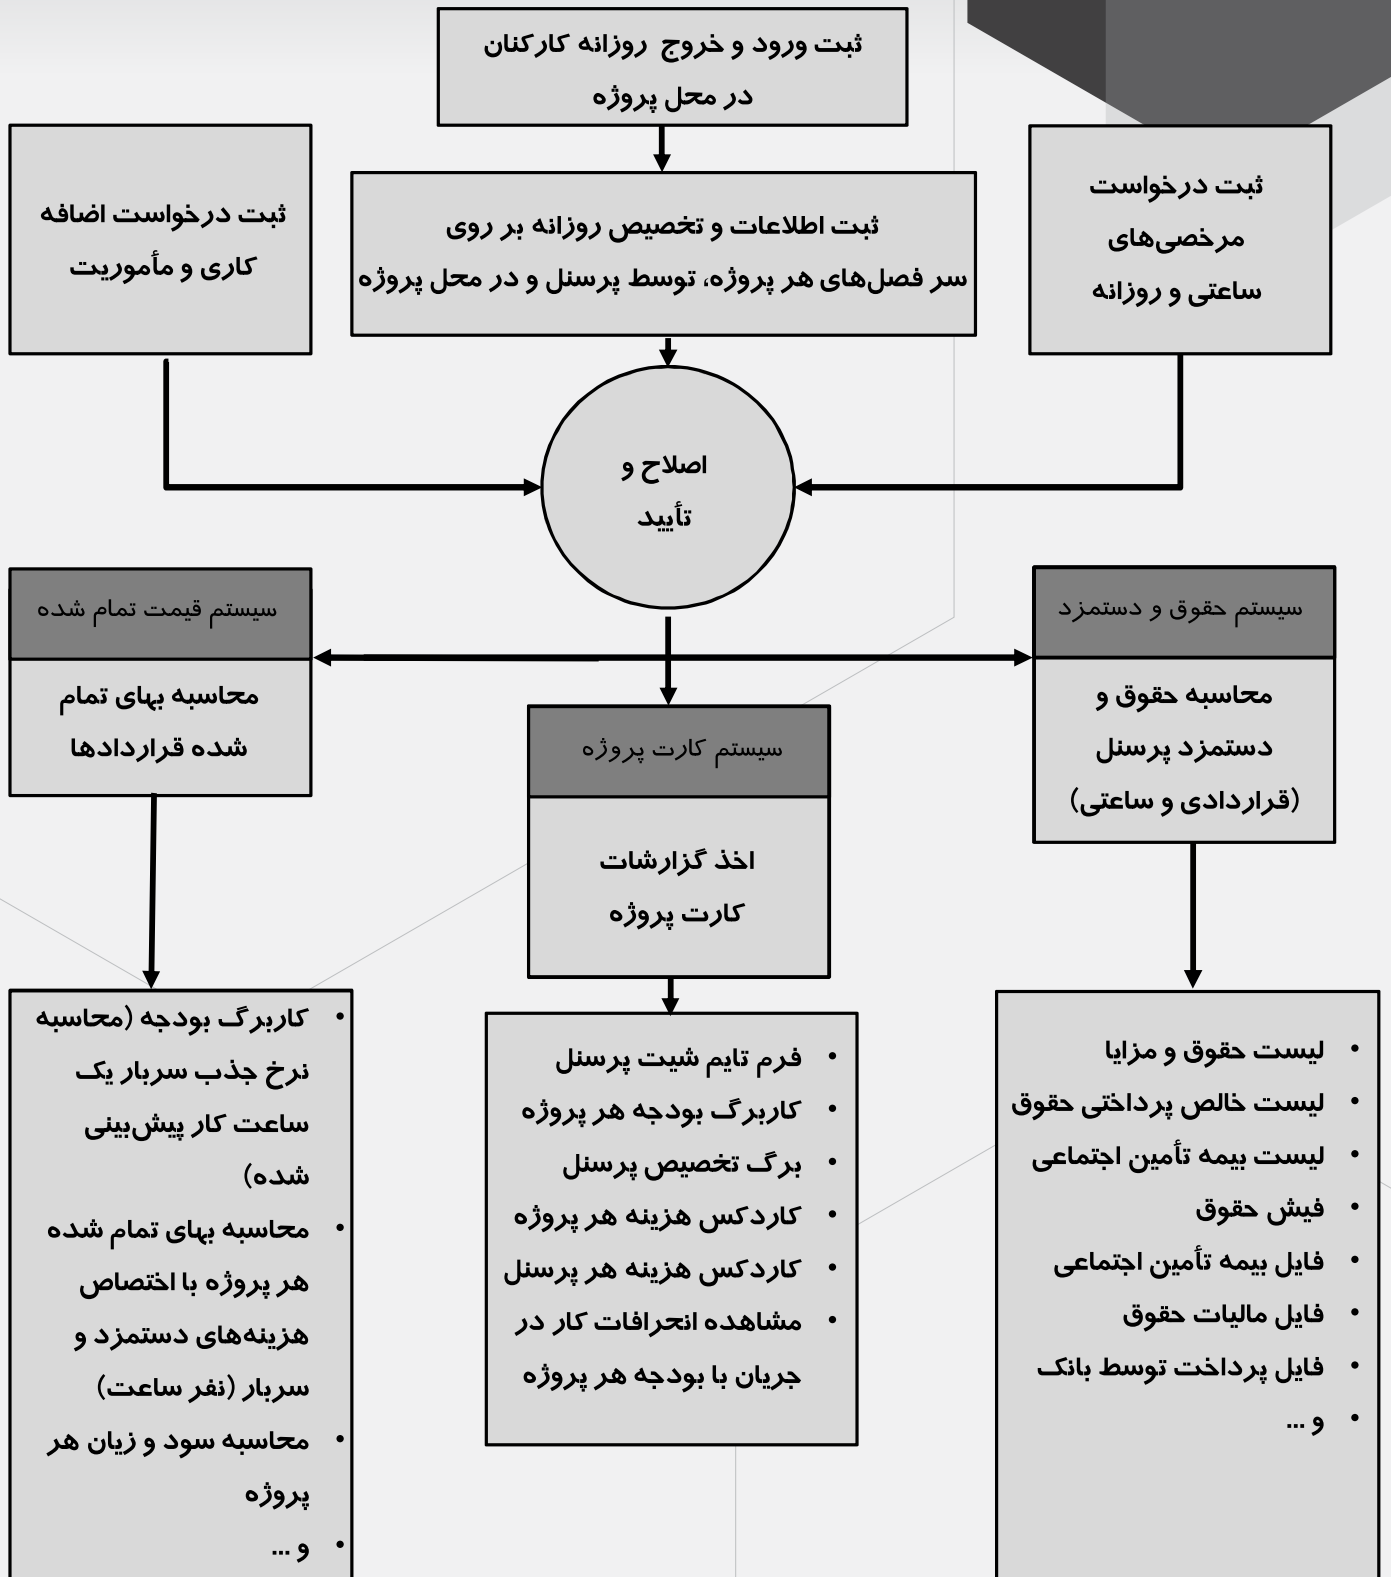 ثبت ورود و خروج روزانه کارکنان
در محل پروژه
ثبت درخواست
مرخصی‌های
ساعتی و روزانه
ثبت اطلاعات و تخصیص روزانه بر روی
سر فصل‌های هر پروژه، توسط پرسنل و در محل پروژه
ثبت درخواست اضافه
کاری و مأموریت
اصلاح و
تأیید
سیستم حقوق و دستمزد
محاسبه حقوق و
دستمزد پرسنل
(قراردادی و ساعتی)
سیستم کارت پروژه
اخذ گزارشات
کارت پروژه
سیستم قیمت تمام شده
محاسبه بهای تمام
شده قراردادها
• لیست حقوق و مزایا
• لیست خالص پرداختی حقوق
• لیست بیمه تأمین اجتماعی
• فیش حقوق
• فایل بیمه تأمین اجتماعی
• فایل مالیات حقوق
• فایل پرداخت توسط بانک
• و ...
• فرم تایم شیت پرسنل
• کاربرگ بودجه هر پروژه
• برگ تخصیص پرسنل
• کاردکس هزینه هر پروژه
• کاردکس هزینه هر پرسنل
• مشاهده انحرافات کار در
جریان با بودجه هر پروژه
• کاربرگ بودجه (محاسبه
نرخ جذب سربار یک
ساعت کار پیش‌بینی
شده)
• محاسبه بهای تمام شده
هر پروژه با اختصاص
هزینه‌های دستمزد و
سربار (نفر ساعت)
• محاسبه سود و زیان هر
پروژه
• و ...